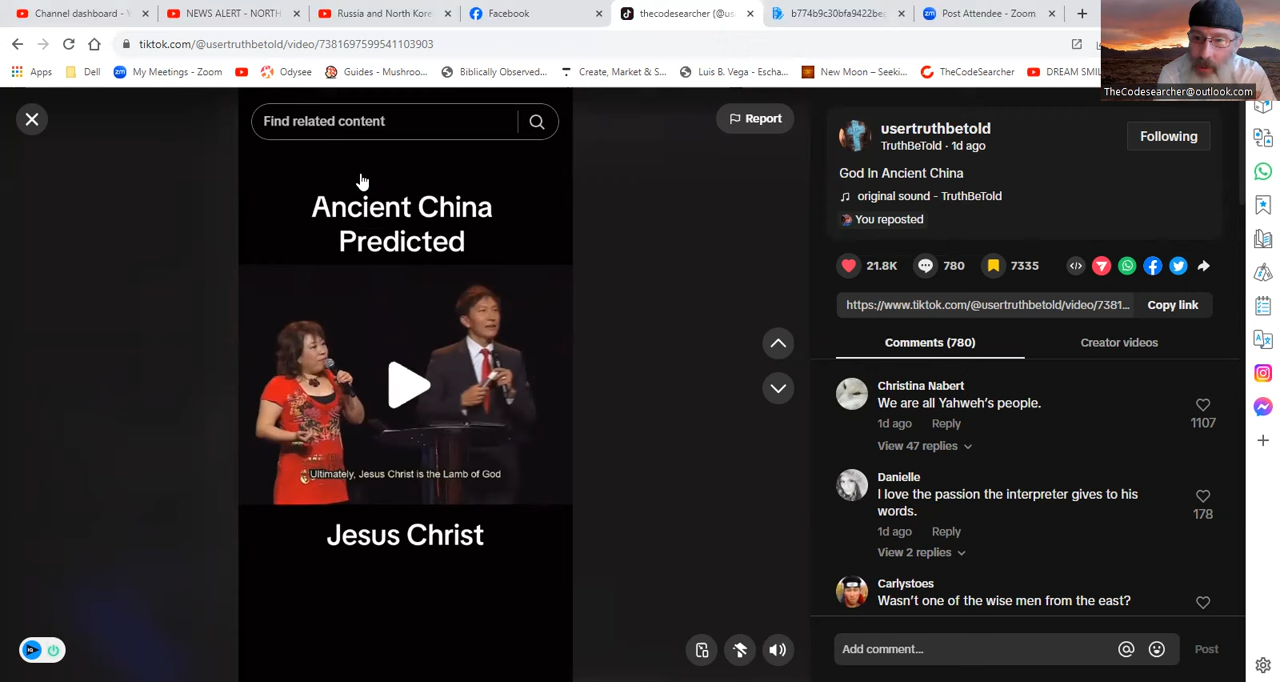 Channel dashboard - Y
NEWS ALERT - NORTH
Russia and North Kore
Facebook
thecodesearcher (@us
b774b9c30bfa9422be
Post Attendee - Zoom
tiktok.com/@usertruthbetold/video/7381697599541103903
Apps
Dell
My Meetings - Zoom
Odysee
Guides - Mushroo...
Biblically Observed...
Create, Market & S...
Luis B. Vega - Escha...
New Moon – Seeki...
TheCodeSearcher
DREAM SMIL
TheCodesearcher@outlook.com
Find related content
Report
Ancient China
Predicted
Ultimately, Jesus Christ is the Lamb of God
Jesus Christ
usertruthbetold
TruthBeTold · 1d ago
Following
God In Ancient China
original sound - TruthBeTold
You reposted
21.8K
780
7335
https://www.tiktok.com/@usertruthbetold/video/7381...
Copy link
Comments (780)
Creator videos
Christina Nabert
We are all Yahweh's people.
1d ago
Reply
1107
View 47 replies
Danielle
I love the passion the interpreter gives to his
words.
178
1d ago
Reply
View 2 replies
Carlystoes
Wasn't one of the wise men from the east?
Add comment...
Post